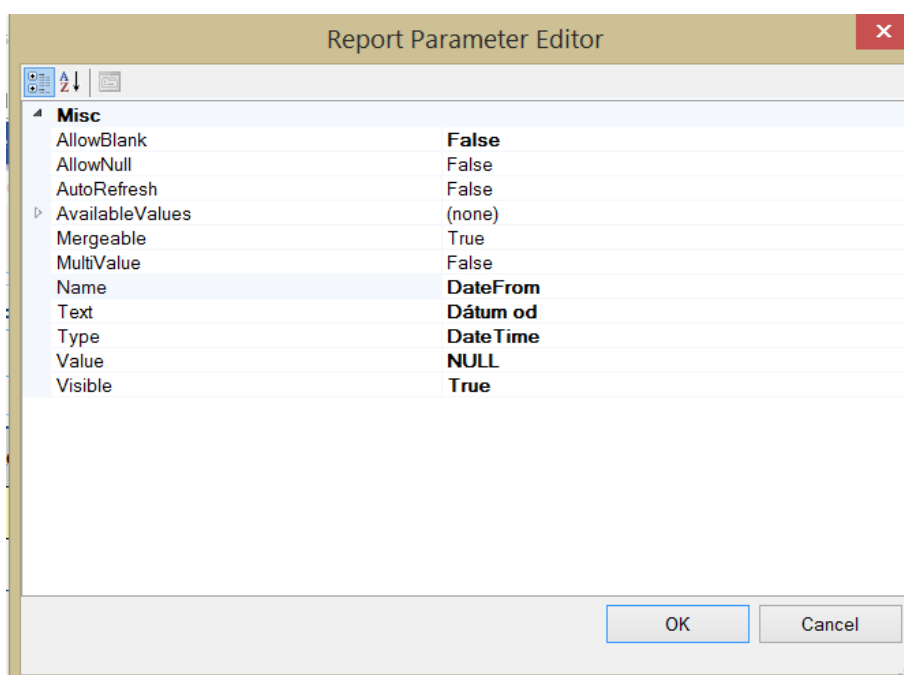 Report Parameter Editor
Misc
AllowBlank False
AllowNull False
AutoRefresh False
AvailableValues (none)
Mergeable True
MultiValue False
Name DateFrom
Text Dátum od
Type DateTime
Value NULL
Visible True
OK Cancel